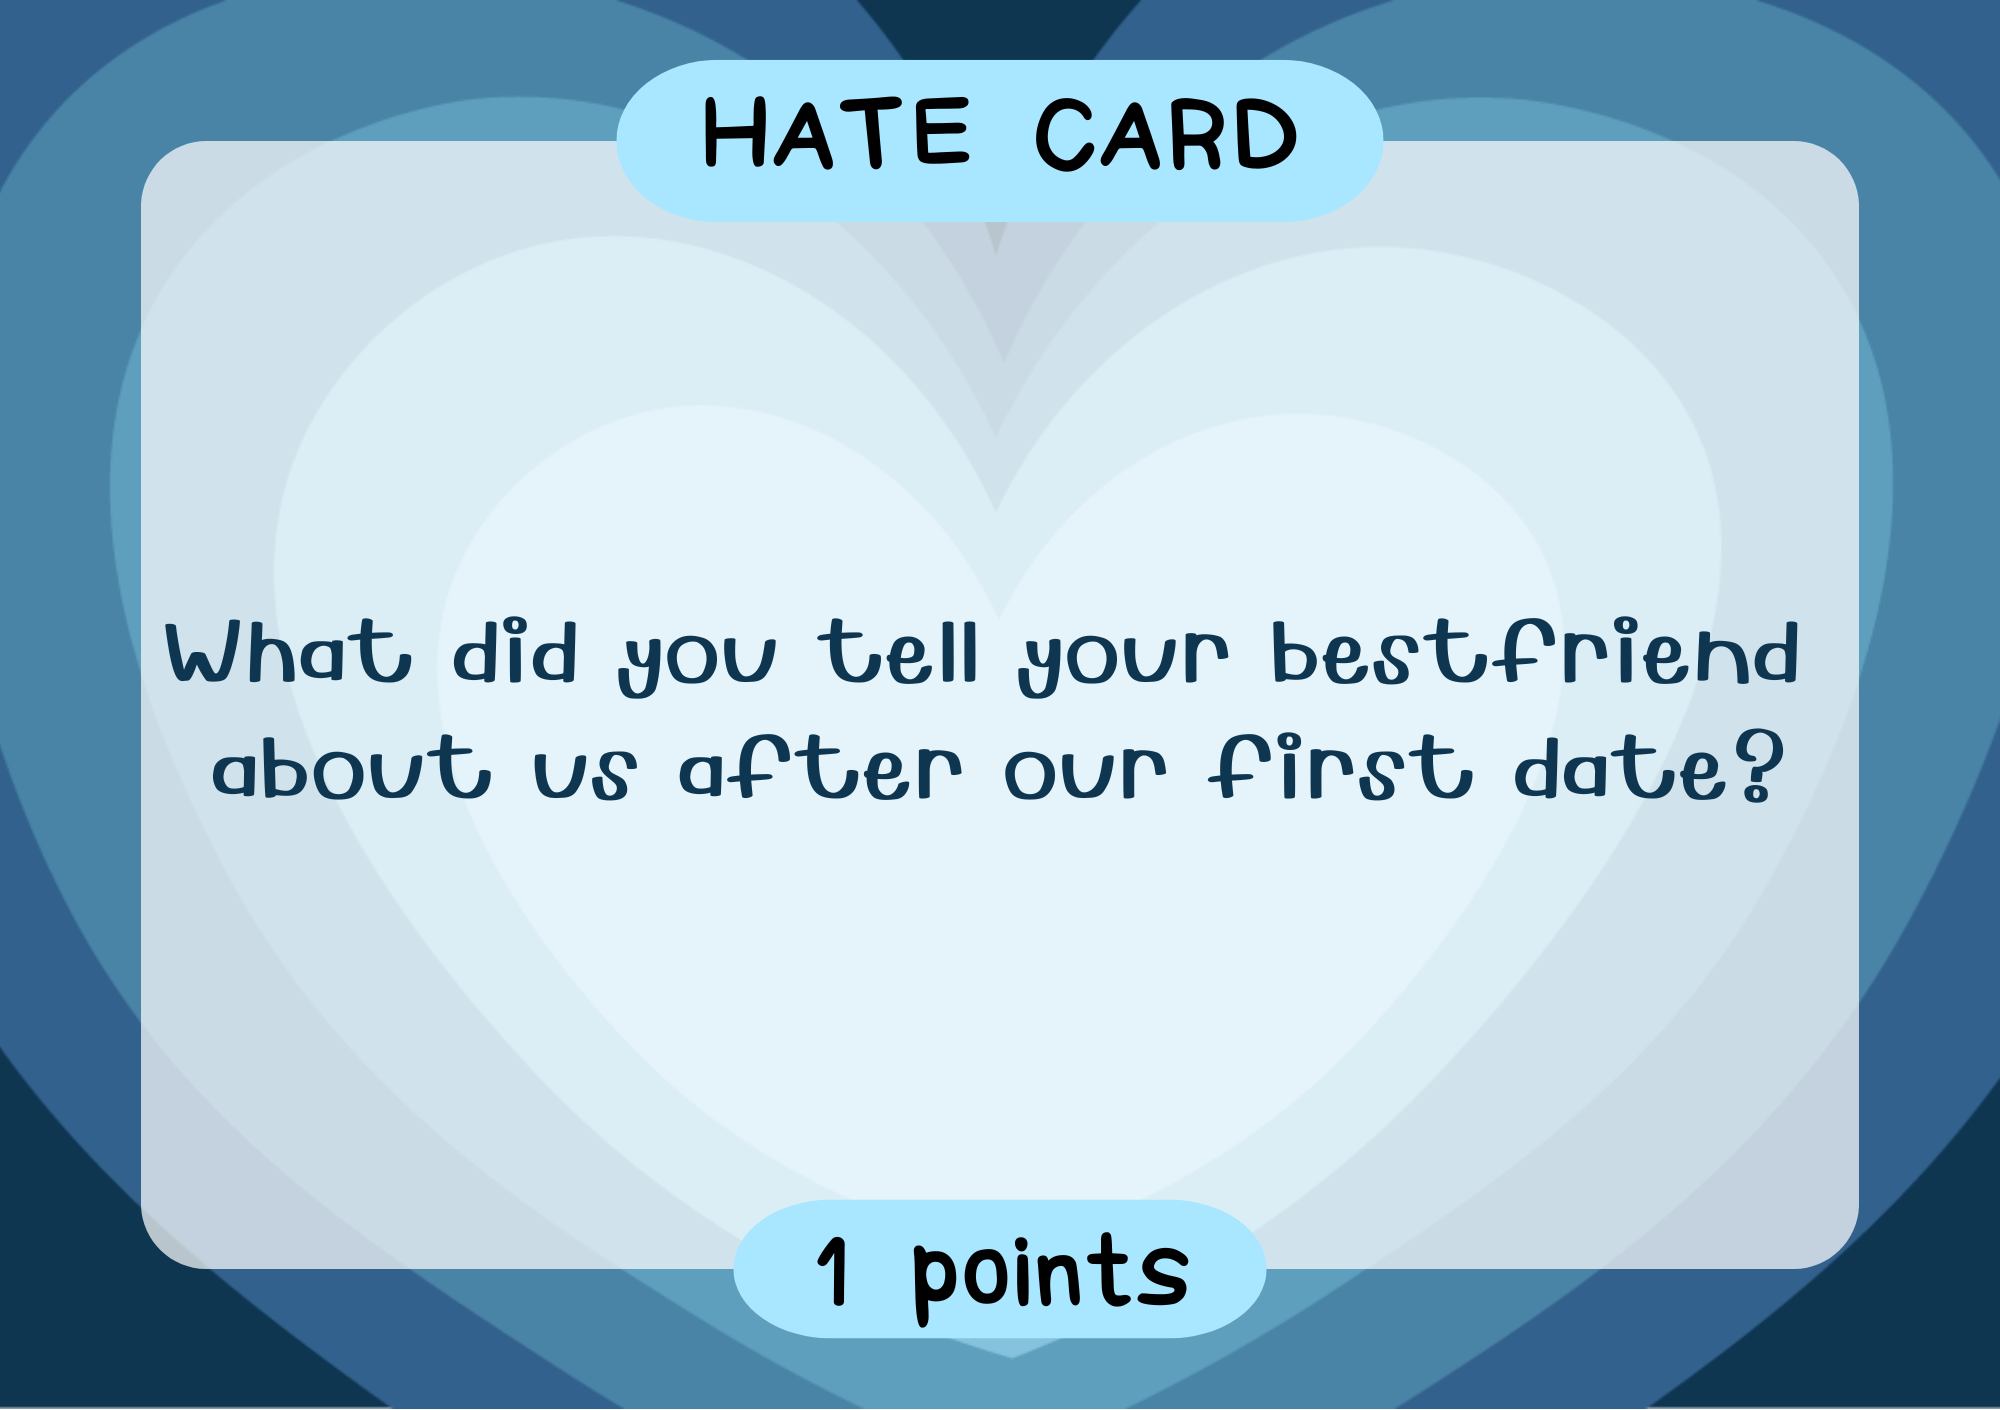 HATE CARD
What did you tell your bestfriend
about us after our first date?
1 points